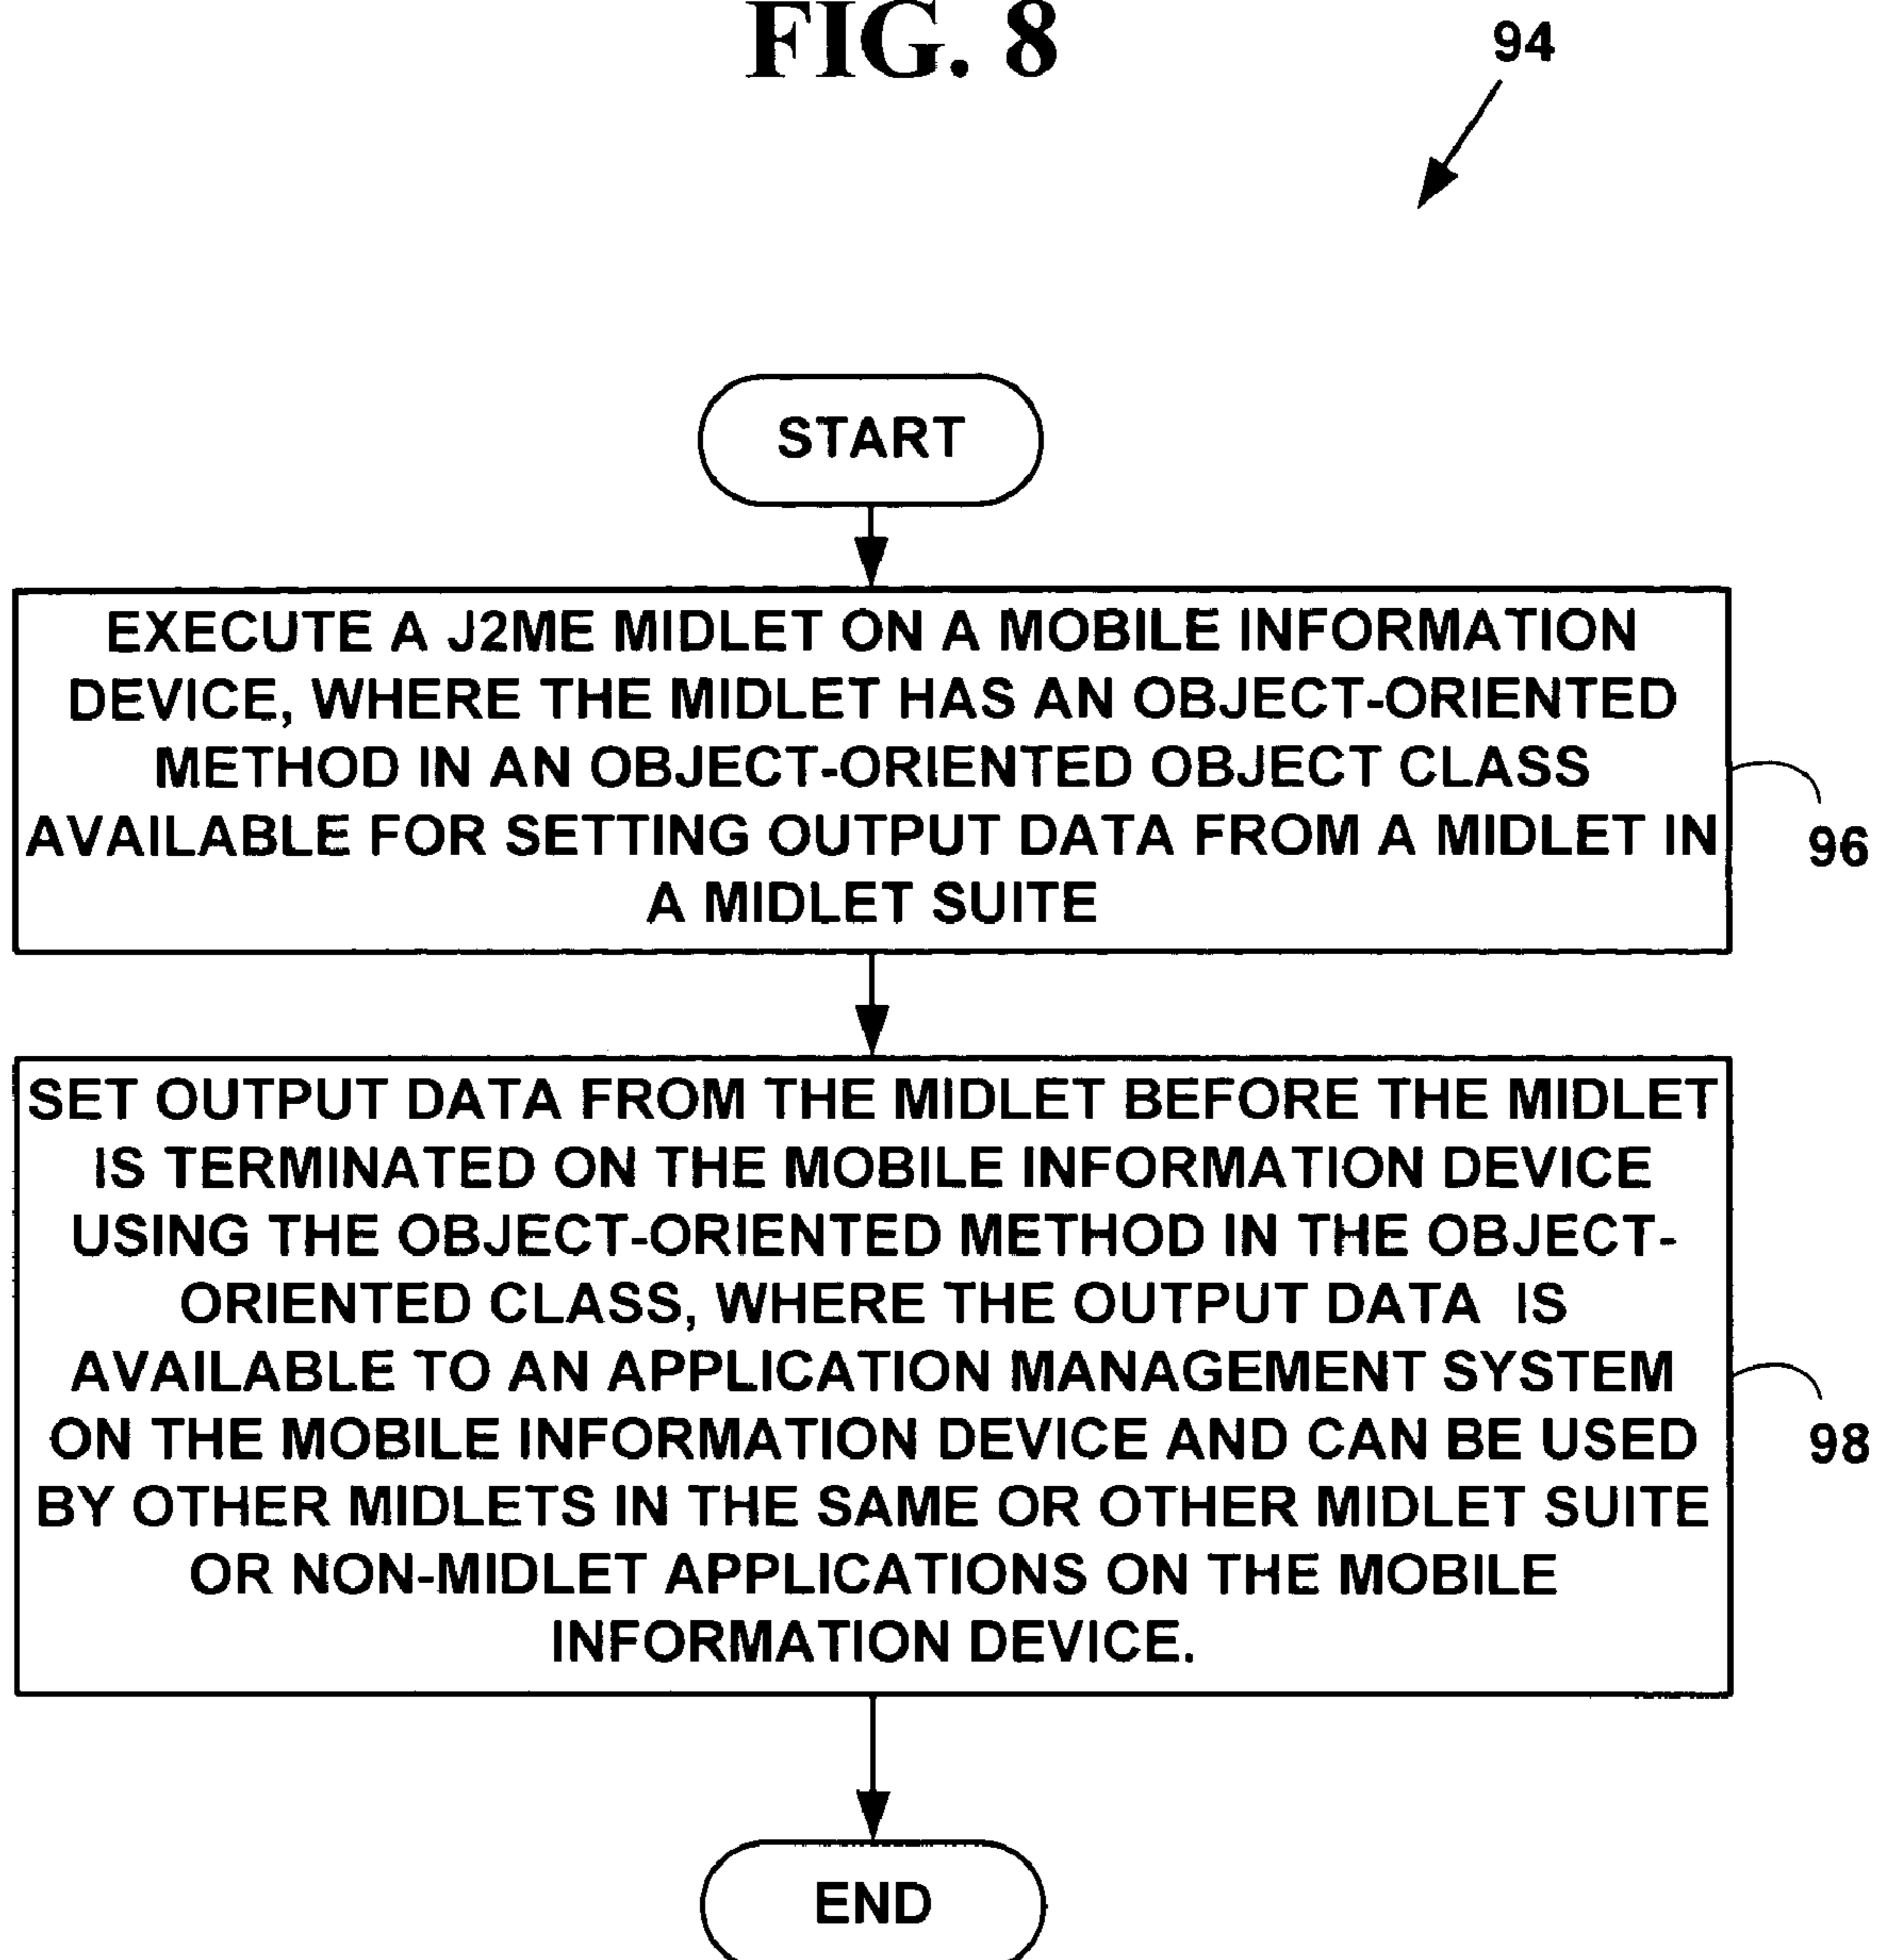 FIG. 8
94
START
EXECUTE A J2ME MIDLET ON A MOBILE INFORMATION
DEVICE, WHERE THE MIDLET HAS AN OBJECT-ORIENTED
METHOD IN AN OBJECT-ORIENTED OBJECT CLASS
AVAILABLE FOR SETTING OUTPUT DATA FROM A MIDLET IN
A MIDLET SUITE
96
SET OUTPUT DATA FROM THE MIDLET BEFORE THE MIDLET
IS TERMINATED ON THE MOBILE INFORMATION DEVICE
USING THE OBJECT-ORIENTED METHOD IN THE OBJECT-
ORIENTED CLASS, WHERE THE OUTPUT DATA IS
AVAILABLE TO AN APPLICATION MANAGEMENT SYSTEM
ON THE MOBILE INFORMATION DEVICE AND CAN BE USED
BY OTHER MIDLETS IN THE SAME OR OTHER MIDLET SUITE
OR NON-MIDLET APPLICATIONS ON THE MOBILE
INFORMATION DEVICE.
98
END